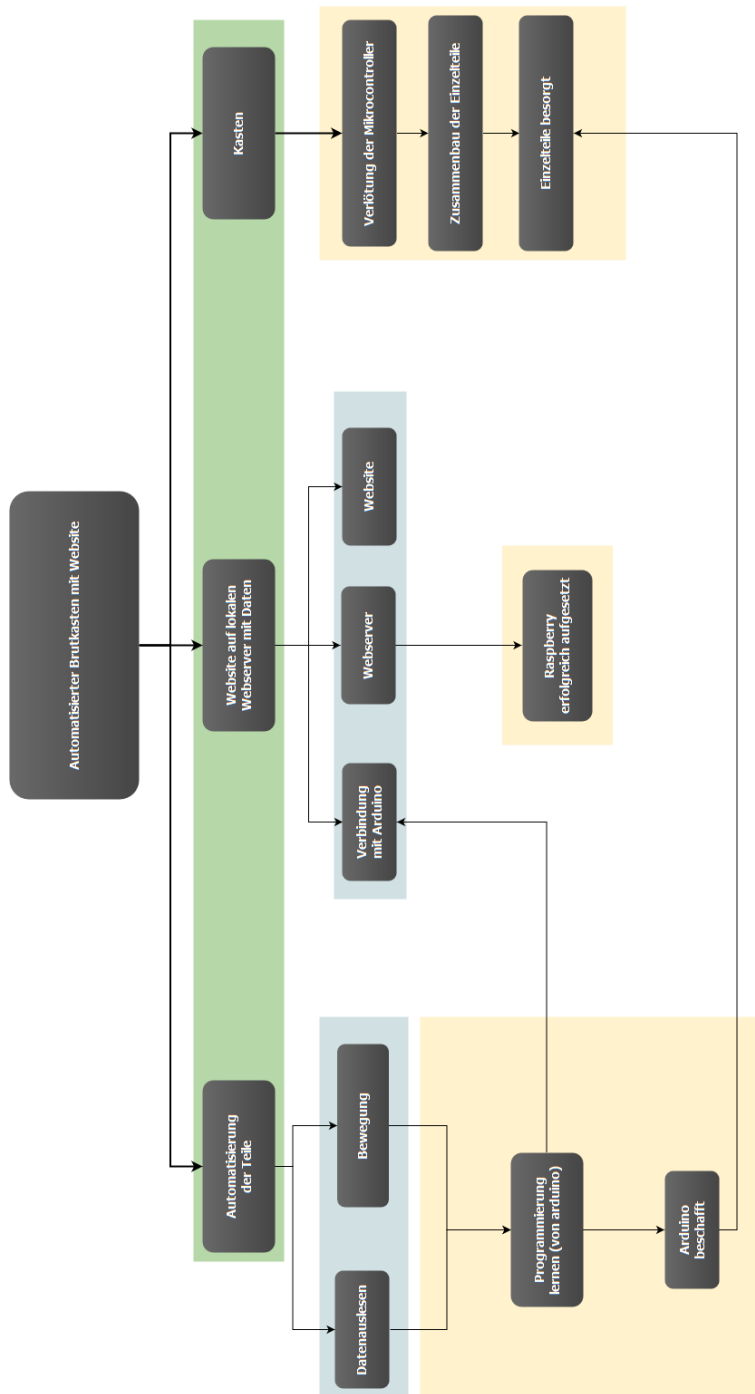 Automatisierter Brutkasten mit Website
Automatisierung
der Teile
Website auf lokalen
Webserver mit Daten
Kasten
Datenauslesen
Bewegung
Verbindung
mit Arduino
Webserver
Website
Verlötung der Mikrocontroller
Zusammenbau der Einzelteile
Einzelteile besorgt
Programmierung
lernen (von arduino)
Raspberry
erfolgreich aufgesetzt
Arduino
beschafft